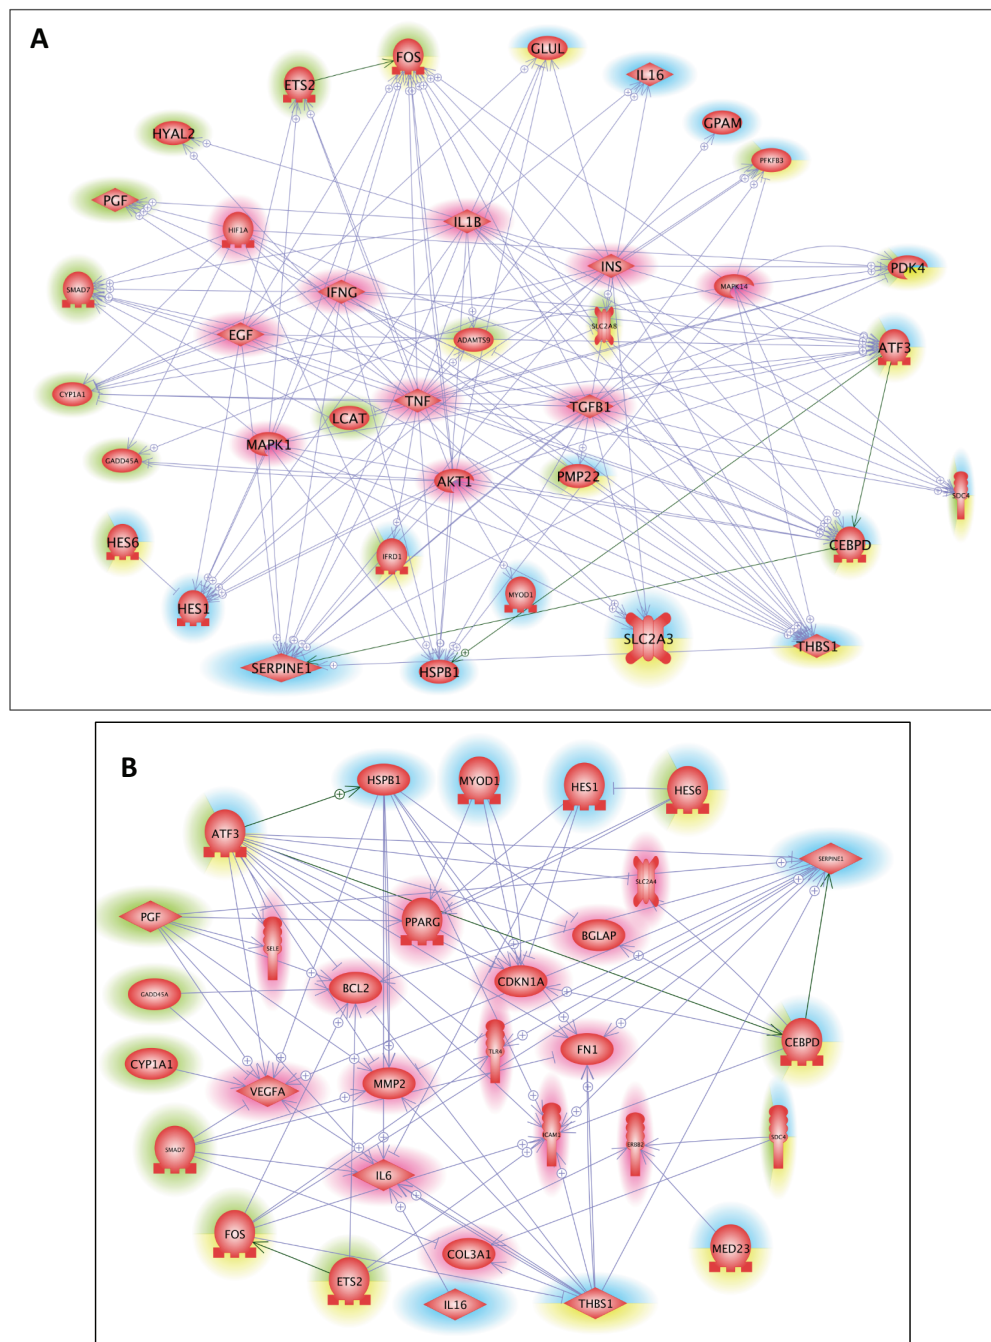 A
FOS
GLUL
IL16
ETS2
GPAM
HYAL2
PFKFB3
PGF
HIF1A
IL1B
INS
PDK4
SMAD7
IFNG
MAPK14
EGF
SLC2A8
ADAMTS9
ATF3
CYP1A1
TNF
TGFB1
LCAT
MAPK1
GADD45A
AKT1
PMP22
SDC4
HES6
IFRD1
CEBPD
HES1
MYOD1
SLC2A3
THBS1
SERPINE1
HSPB1
B
HSPB1
MYOD1
HES1
HES6
ATF3
SERPINE1
SLC2A4
PGF
PPARG
BGLAP
SELE
GADD45A
BCL2
CDKN1A
CEBPD
TLR4
FN1
CYP1A1
VEGFA
MMP2
SMAD7
ICAM1
ERBB2
SDC4
IL6
FOS
COL3A1
MED23
ETS2
IL16
THBS1